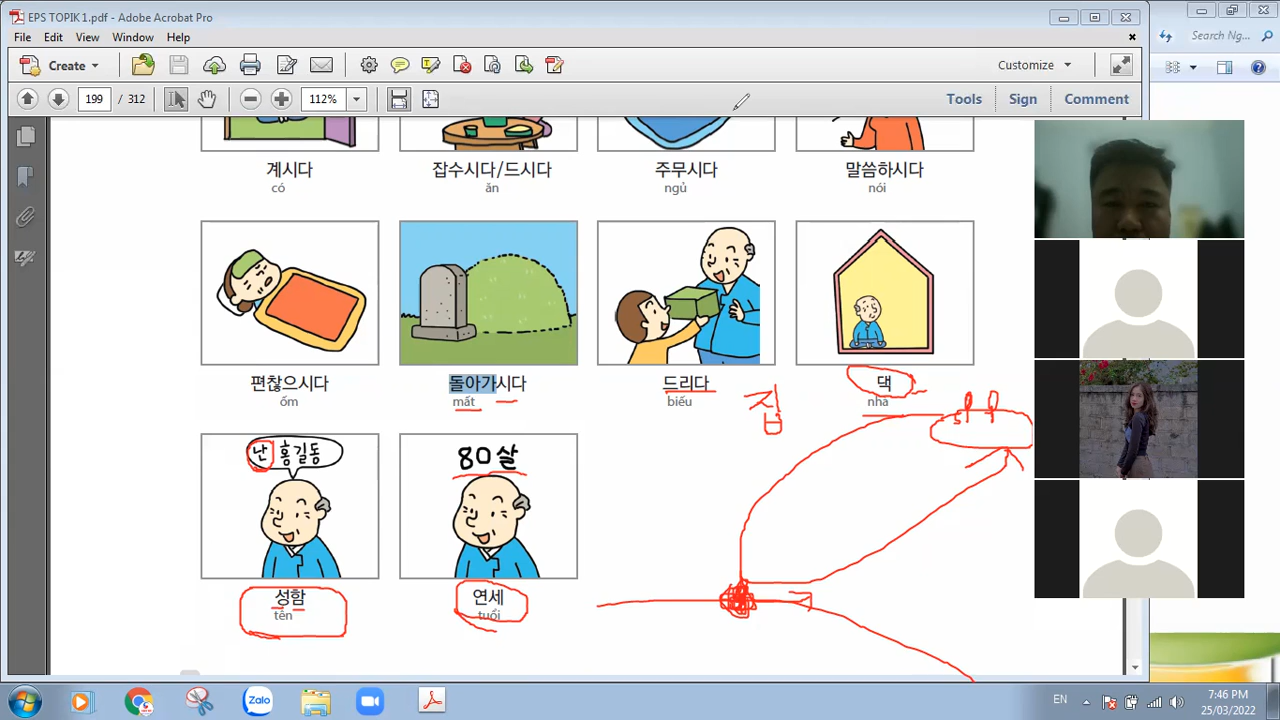 EPS TOPIK 1.pdf - Adobe Acrobat Pro
File Edit View Window Help
Search Ng...
Create
Customize
199 / 312
112%
Tools Sign Comment
계시다 잡수시다/드시다 주무시다 말씀하시다
có ăn ngủ nói
편찮으시다 돌아가시다 드리다 댁
ốm mất biếu nhà
집
난 홍길동
80살
성함 연세
tên tuổi
Zalo
EN
7:46 PM
25/03/2022